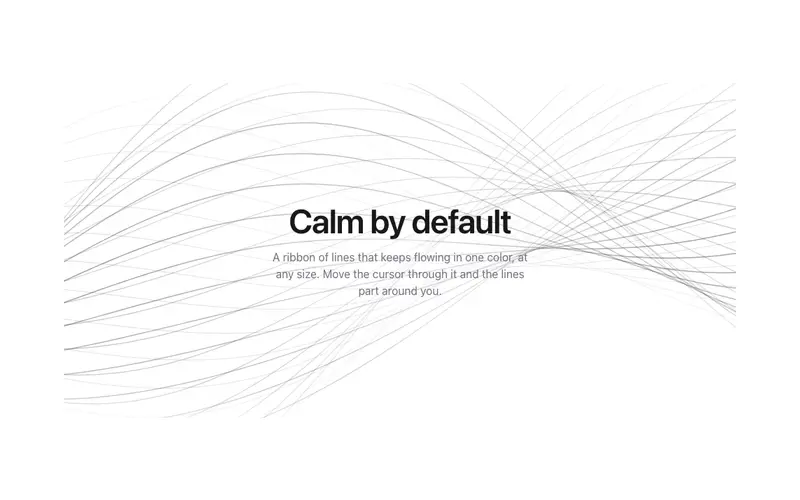 Calm by default
A ribbon of lines that keeps flowing in one color, at
any size. Move the cursor through it and the lines
part around you.